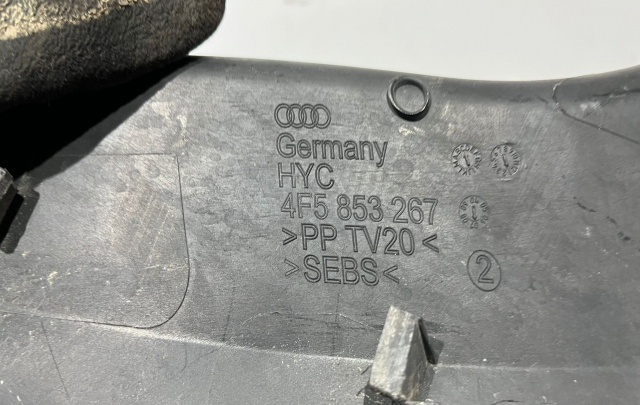 Germany
HYC
4F5 853 267
>PP TV20<
>SEBS<
2